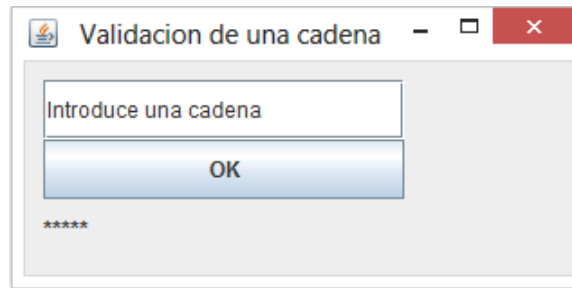 Validacion de una cadena
Introduce una cadena
OK
*****